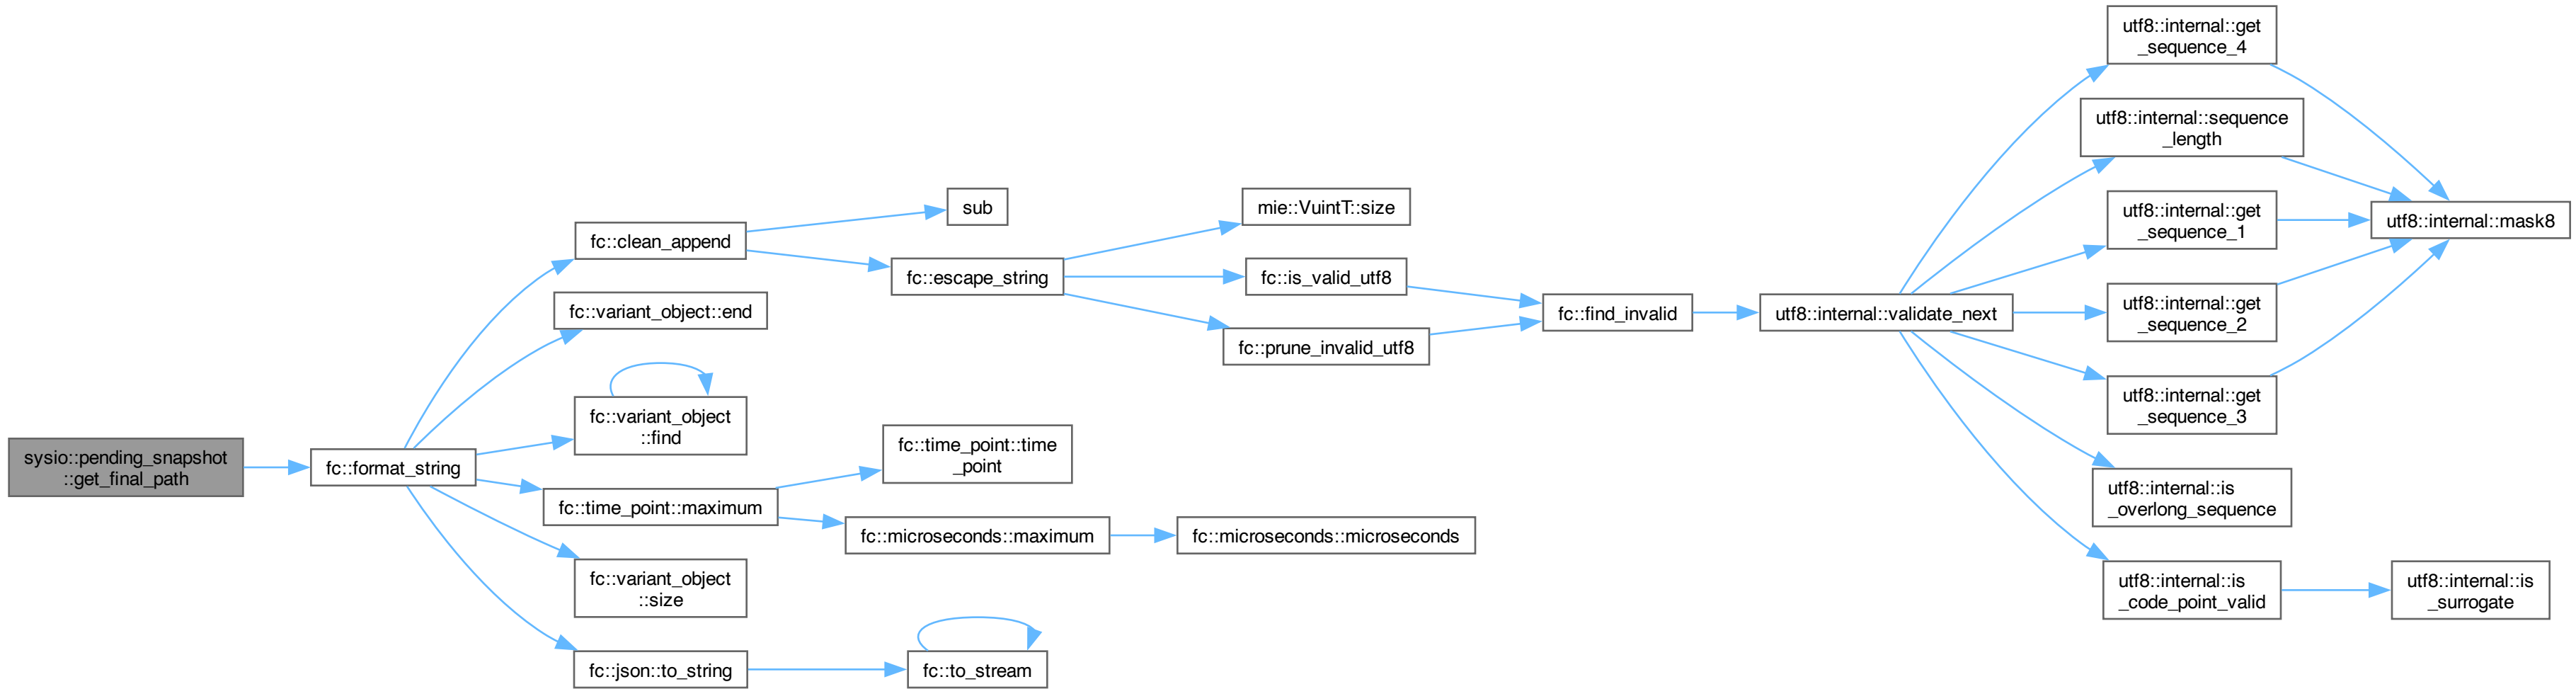 sysio::pending_snapshot
::get_final_path
fc::format_string
fc::clean_append
sub
fc::escape_string
mie::VuintT::size
fc::is_valid_utf8
fc::find_invalid
utf8::internal::validate_next
utf8::internal::get
_sequence_4
utf8::internal::mask8
utf8::internal::sequence
_length
utf8::internal::get
_sequence_1
utf8::internal::get
_sequence_2
utf8::internal::get
_sequence_3
utf8::internal::is
_overlong_sequence
utf8::internal::is
_code_point_valid
utf8::internal::is
_surrogate
fc::prune_invalid_utf8
fc::variant_object::end
fc::variant_object
::find
fc::time_point::maximum
fc::time_point::time
_point
fc::microseconds::maximum
fc::microseconds::microseconds
fc::variant_object
::size
fc::json::to_string
fc::to_stream